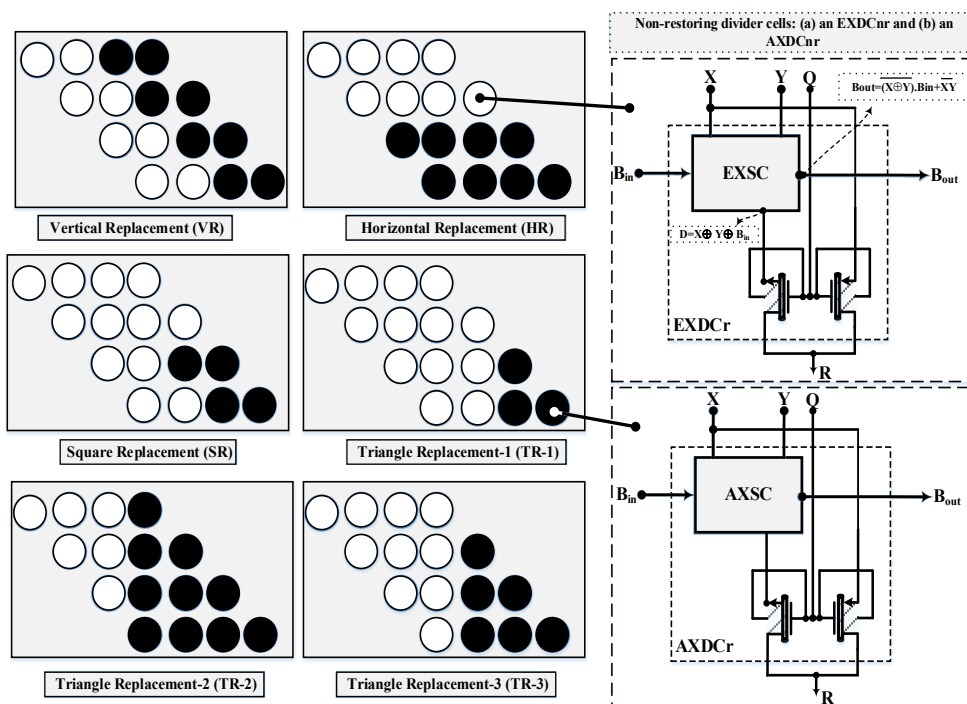 Vertical Replacement (VR)
Horizontal Replacement (HR)
Square Replacement (SR)
Triangle Replacement-1 (TR-1)
Triangle Replacement-2 (TR-2)
Triangle Replacement-3 (TR-3)
Non-restoring divider cells: (a) an EXDCnr and (b) an
AXDCnr
X Y Q
Bout=(X⊕Y).Bin+XY
Bin EXSC Bout
D=X⊕ Y⊕ Bin
EXDCr
R
X Y Q
Bin AXSC Bout
AXDCr
R